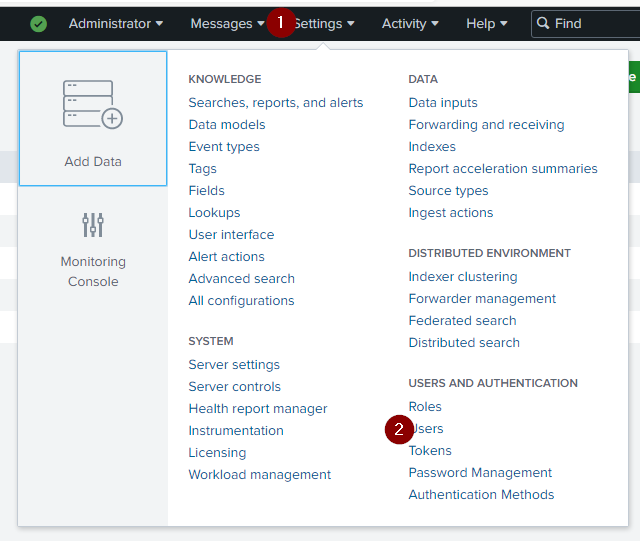 Administrator Messages 1 Settings Activity Help Find
Add Data
Monitoring
Console
KNOWLEDGE
Searches, reports, and alerts
Data models
Event types
Tags
Fields
Lookups
User interface
Alert actions
Advanced search
All configurations
SYSTEM
Server settings
Server controls
Health report manager
Instrumentation
Licensing
Workload management
DATA
Data inputs
Forwarding and receiving
Indexes
Report acceleration summaries
Source types
Ingest actions
DISTRIBUTED ENVIRONMENT
Indexer clustering
Forwarder management
Federated search
Distributed search
USERS AND AUTHENTICATION
Roles
2 Users
Tokens
Password Management
Authentication Methods